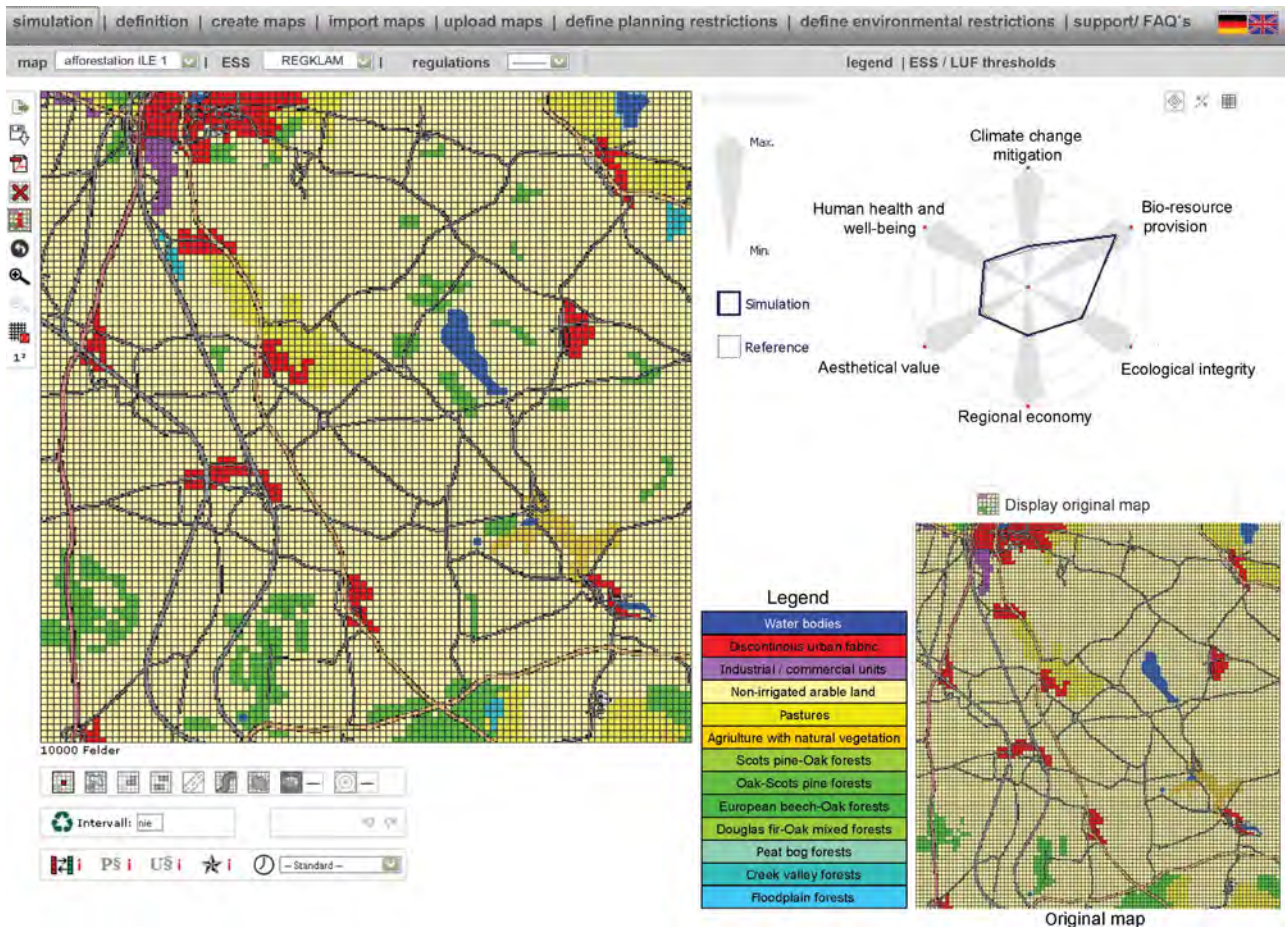 simulation | definition | create maps | import maps | upload maps | define planning restrictions | define environmental restrictions | support/ FAQ's
map afforestation ILE 1 | ESS REGKLAM | regulations legend | ESS / LUF thresholds
Max.
Min.
Simulation
Reference
Climate change
mitigation
Human health and
well-being
Bio-resource
provision
Aesthetical value
Ecological integrity
Regional economy
Display original map
1²
10000 Felder
Intervall: nie
P§ i U§ i i – Standard –
Legend
Water bodies
Discontinous urban fabric
Industrial / commercial units
Non-irrigated arable land
Pastures
Agriulture with natural vegetation
Scots pine-Oak forests
Oak-Scots pine forests
European beech-Oak forests
Douglas fir-Oak mixed forests
Peat bog forests
Creek valley forests
Floodplain forests
Original map